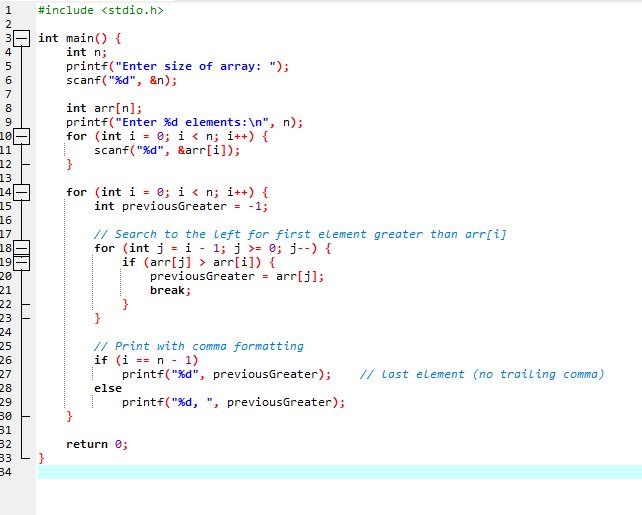 1 #include <stdio.h>
2
3 int main() {
4     int n;
5     printf("Enter size of array: ");
6     scanf("%d", &n);
7
8     int arr[n];
9     printf("Enter %d elements:\n", n);
10     for (int i = 0; i < n; i++) {
11         scanf("%d", &arr[i]);
12     }
13
14     for (int i = 0; i < n; i++) {
15         int previousGreater = -1;
16
17         // Search to the left for first element greater than arr[i]
18         for (int j = i - 1; j >= 0; j--) {
19             if (arr[j] > arr[i]) {
20                 previousGreater = arr[j];
21                 break;
22             }
23         }
24
25         // Print with comma formatting
26         if (i == n - 1)
27             printf("%d", previousGreater);    // last element (no trailing comma)
28         else
29             printf("%d, ", previousGreater);
30     }
31
32     return 0;
33 }
34